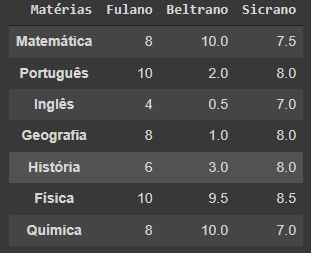 Matérias Fulano Beltrano Sicrano
Matemática 8 10.0 7.5
Português 10 2.0 8.0
Inglês 4 0.5 7.0
Geografia 8 1.0 8.0
História 6 3.0 8.0
Física 10 9.5 8.5
Química 8 10.0 7.0